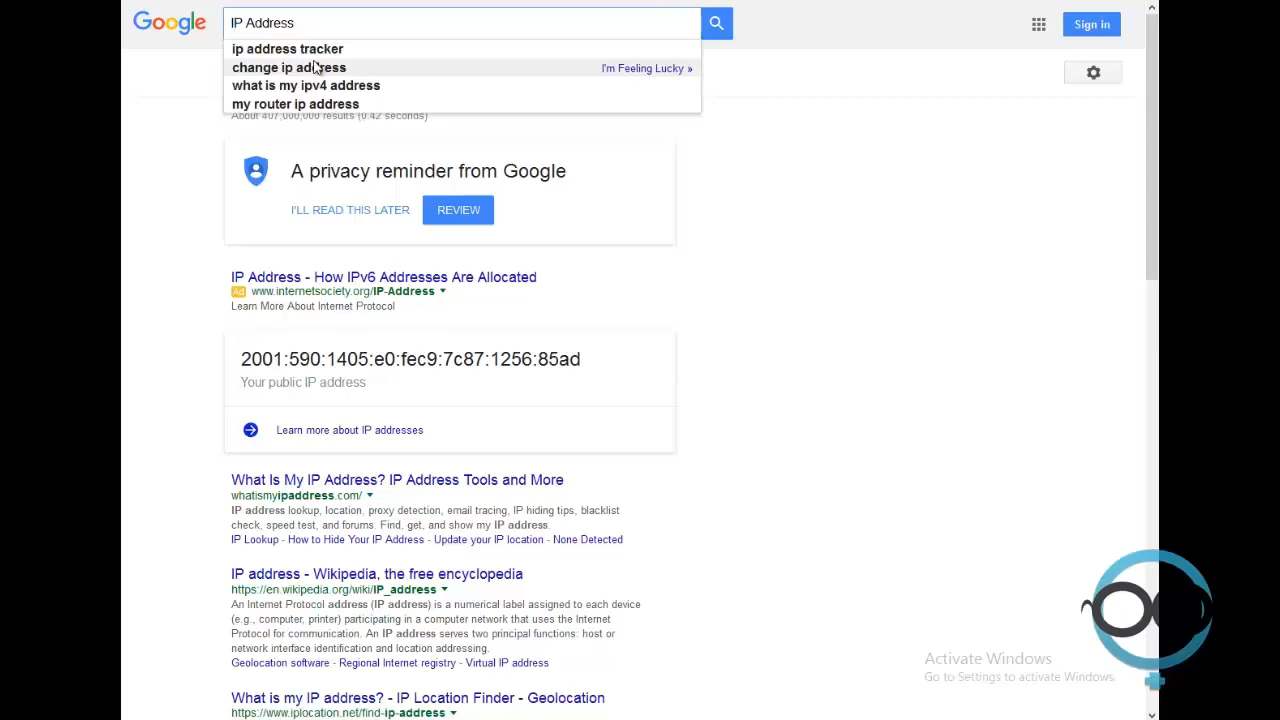 Google
IP Address
Sign in
ip address tracker
change ip address
I'm Feeling Lucky »
what is my ipv4 address
my router ip address
About 407,000,000 results (0.42 seconds)
A privacy reminder from Google
I'LL READ THIS LATER
REVIEW
IP Address - How IPv6 Addresses Are Allocated
Ad www.internetsociety.org/IP-Address
Learn More About Internet Protocol
2001:590:1405:e0:fec9:7c87:1256:85ad
Your public IP address
Learn more about IP addresses
What Is My IP Address? IP Address Tools and More
whatismyipaddress.com/
IP address lookup, location, proxy detection, email tracing, IP hiding tips, blacklist
check, speed test, and forums. Find, get, and show my IP address.
IP Lookup - How to Hide Your IP Address - Update your IP location - None Detected
IP address - Wikipedia, the free encyclopedia
https://en.wikipedia.org/wiki/IP_address
An Internet Protocol address (IP address) is a numerical label assigned to each device
(e.g., computer, printer) participating in a computer network that uses the Internet
Protocol for communication. An IP address serves two principal functions: host or
network interface identification and location addressing.
Geolocation software - Regional Internet registry - Virtual IP address
What is my IP address? - IP Location Finder - Geolocation
https://www.iplocation.net/find-ip-address
Activate Windows
Go to Settings to activate Windows.